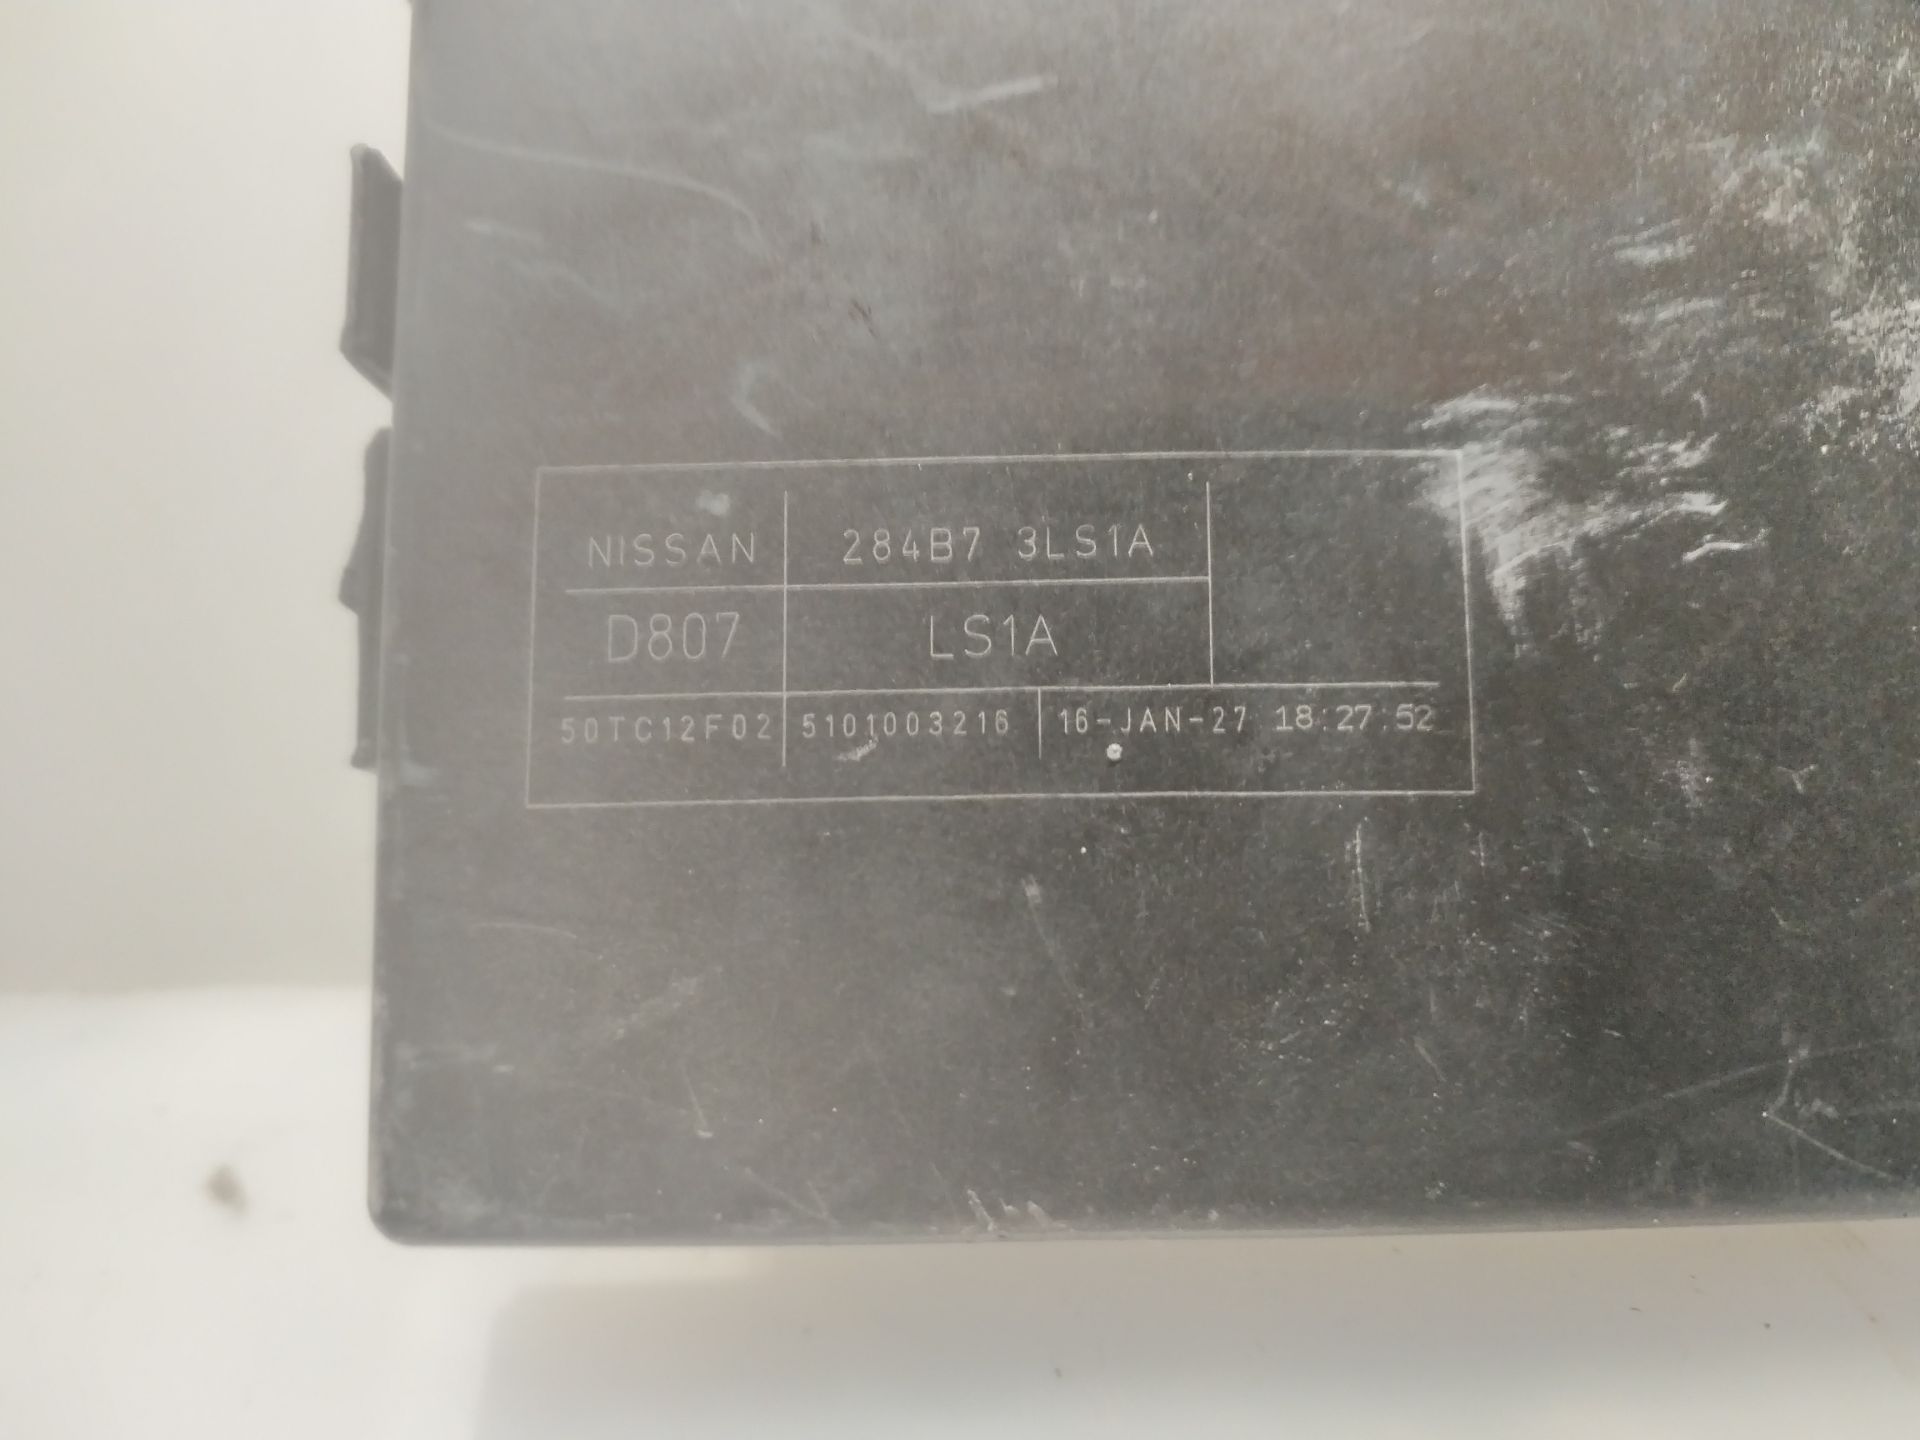 NISSAN 284B7 3LS1A
D807 LS1A
50TC12F02 5101003216 16-JAN-27 18:27:52